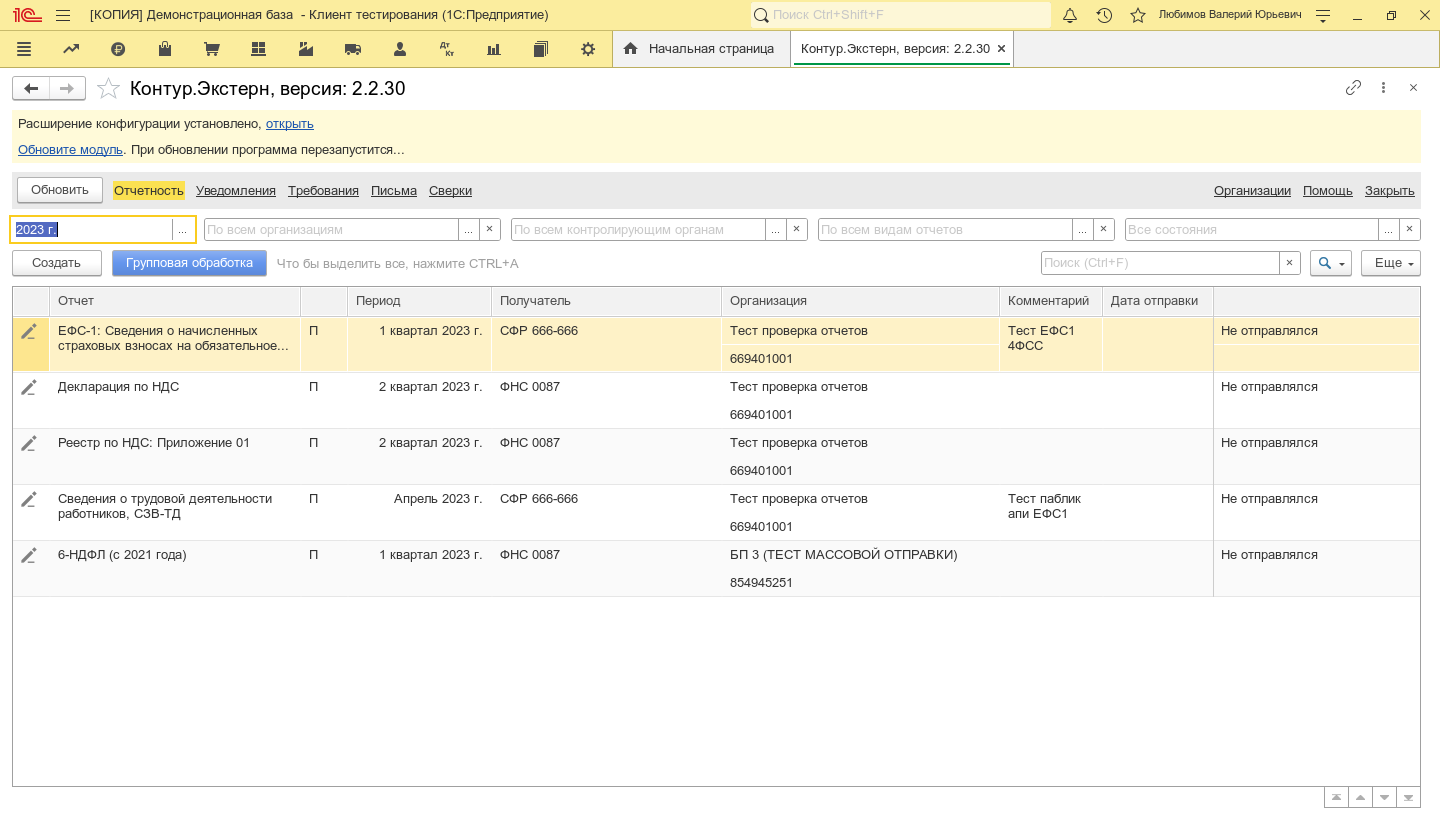 [КОПИЯ] Демонстрационная база - Клиент тестирования (1С:Предприятие)
Поиск Ctrl+Shift+F
Любимов Валерий Юрьевич
Начальная страница
Контур.Экстерн, версия: 2.2.30
Контур.Экстерн, версия: 2.2.30
Расширение конфигурации установлено, открыть
Обновите модуль. При обновлении программа перезапустится...
Обновить Отчетность Уведомления Требования Письма Сверки Организации Помощь Закрыть
2023 г. ... По всем организациям ... × По всем контролирующим органам ... × По всем видам отчетов ... × Все состояния ... ×
Создать Групповая обработка Что бы выделить все, нажмите CTRL+A Поиск (Ctrl+F) × Еще
Отчет Период Получатель Организация Комментарий Дата отправки
ЕФС-1: Сведения о начисленных П 1 квартал 2023 г. СФР 666-666 Тест проверка отчетов Тест ЕФС1 Не отправлялся
страховых взносах на обязательное... 4ФСС
669401001
Декларация по НДС П 2 квартал 2023 г. ФНС 0087 Тест проверка отчетов Не отправлялся
669401001
Реестр по НДС: Приложение 01 П 2 квартал 2023 г. ФНС 0087 Тест проверка отчетов Не отправлялся
669401001
Сведения о трудовой деятельности П Апрель 2023 г. СФР 666-666 Тест проверка отчетов Тест паблик Не отправлялся
работников, СЗВ-ТД апи ЕФС1
669401001
6-НДФЛ (с 2021 года) П 1 квартал 2023 г. ФНС 0087 БП 3 (ТЕСТ МАССОВОЙ ОТПРАВКИ) Не отправлялся
854945251